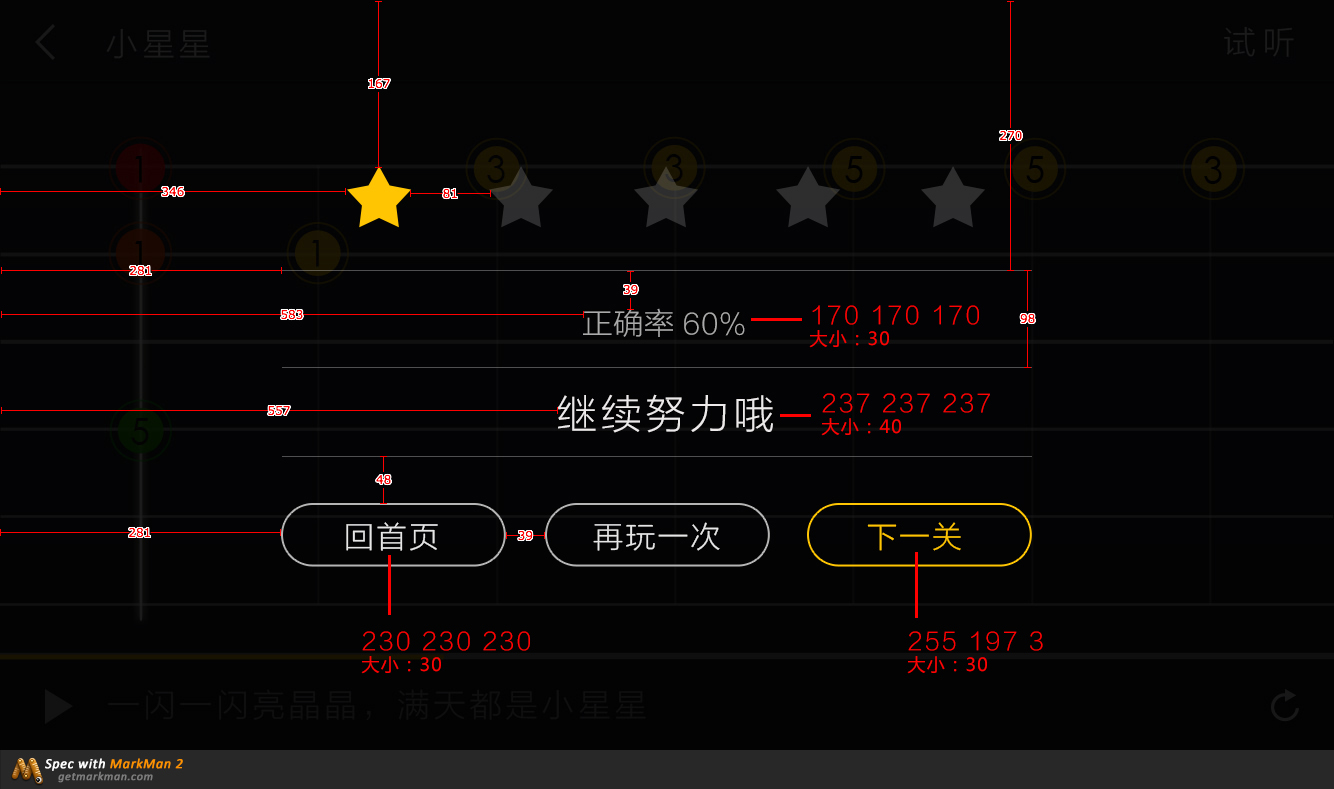 小星星
试听
167
270
1
3
3
5
5
3
346
81
1
1
281
39
583
正确率 60%
170 170 170
大小：30
98
557
继续努力哦
237 237 237
大小：40
5
48
281
回首页
39
再玩一次
下一关
230 230 230
大小：30
255 197 3
大小：30
一闪一闪亮晶晶，满天都是小星星
Spec with MarkMan 2
getmarkman.com